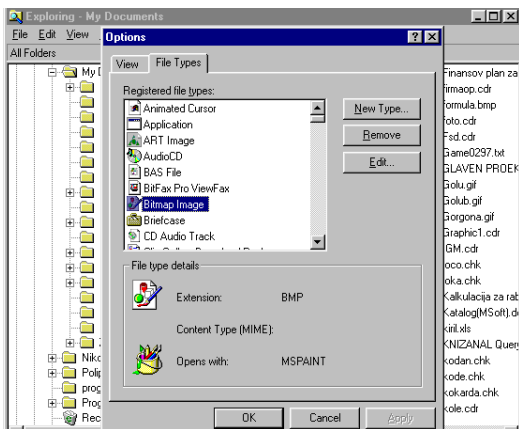 Exploring - My Documents
File Edit View
All Folders
My D
Niko
Polip
prog
Prog
Rec
Options
View File Types
Registered file types:
Animated Cursor
Application
ART Image
AudioCD
BAS File
BitFax Pro ViewFax
Bitmap Image
Briefcase
CD Audio Track
New Type...
Remove
Edit...
File type details
Extension: BMP
Content Type (MIME):
Opens with: MSPAINT
OK Cancel Apply
Finansov plan za
firmaop.cdr
formula.bmp
foto.cdr
Fsd.cdr
Game0297.txt
GLAVEN PROEK
Golu.gif
Golub.gif
Gorgona.gif
Graphic1.cdr
IGM.cdr
oco.chk
oka.chk
Kalkulacija za rab
Katalog(MSoft).do
kiril.xls
KNIZANAL Query
kodan.chk
kode.chk
kokarda.chk
kole.cdr